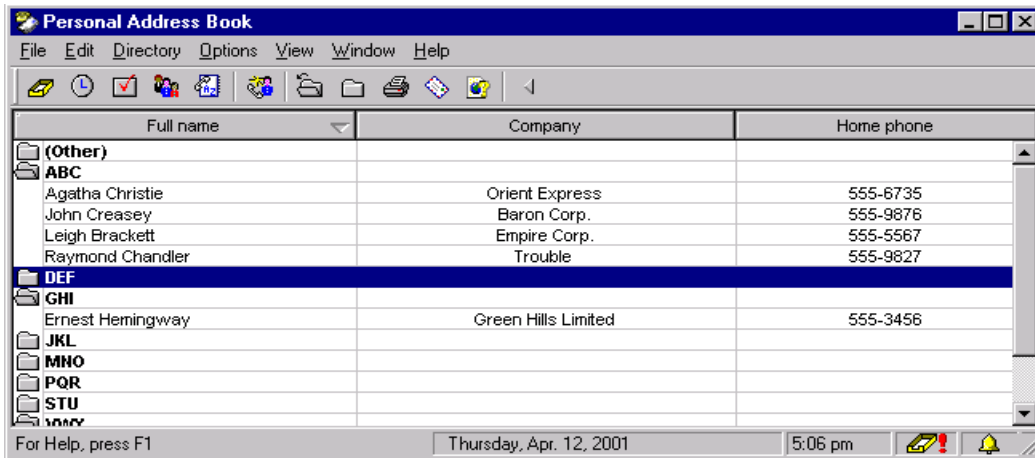 Personal Address Book
File Edit Directory Options View Window Help
Full name Company Home phone
(Other)
ABC
Agatha Christie Orient Express 555-6735
John Creasey Baron Corp. 555-9876
Leigh Brackett Empire Corp. 555-5567
Raymond Chandler Trouble 555-9827
DEF
GHI
Ernest Hemingway Green Hills Limited 555-3456
JKL
MNO
PQR
STU
For Help, press F1 Thursday, Apr. 12, 2001 5:06 pm